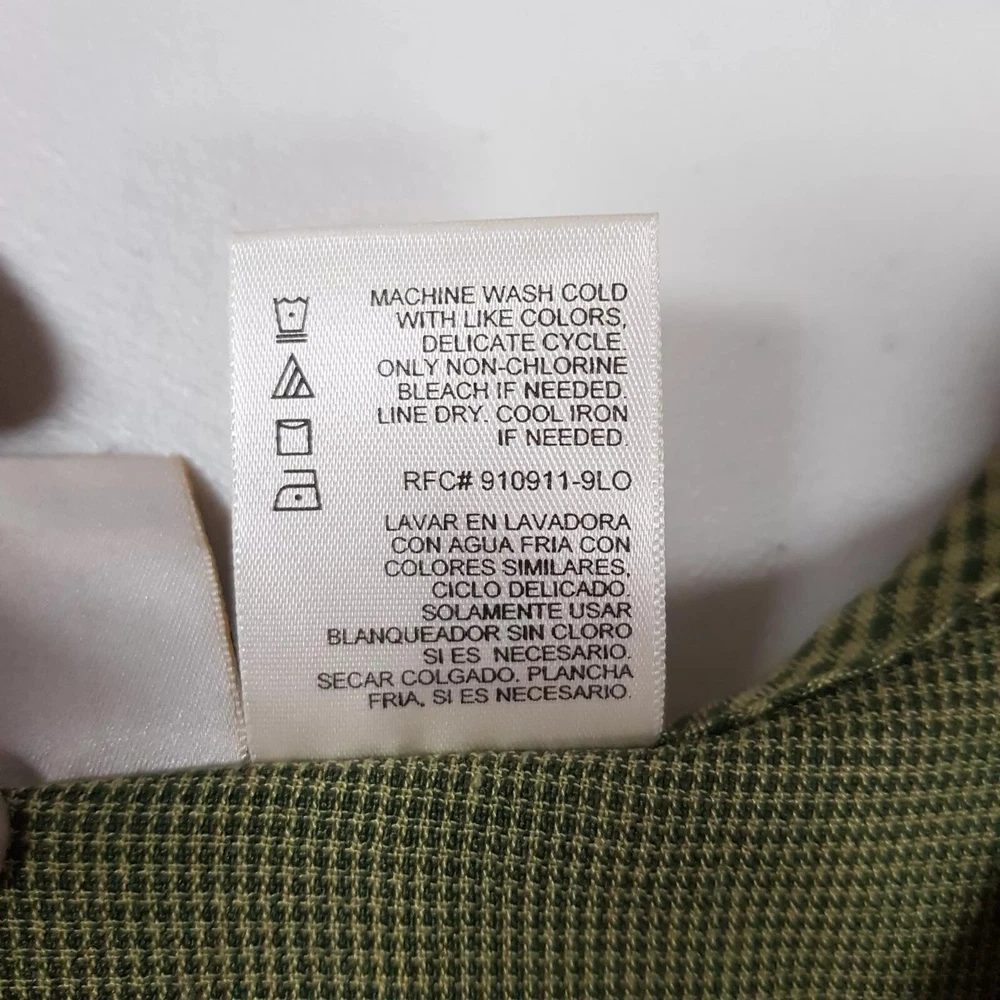 MACHINE WASH COLD
WITH LIKE COLORS,
DELICATE CYCLE
ONLY NON-CHLORINE
BLEACH IF NEEDED.
LINE DRY. COOL IRON
IF NEEDED.
RFC# 910911-9LO
LAVAR EN LAVADORA
CON AGUA FRIA CON
COLORES SIMILARES,
CICLO DELICADO.
SOLAMENTE USAR
BLANQUEADOR SIN CLORO
SI ES NECESARIO.
SECAR COLGADO. PLANCHA
FRIA, SI ES NECESARIO.